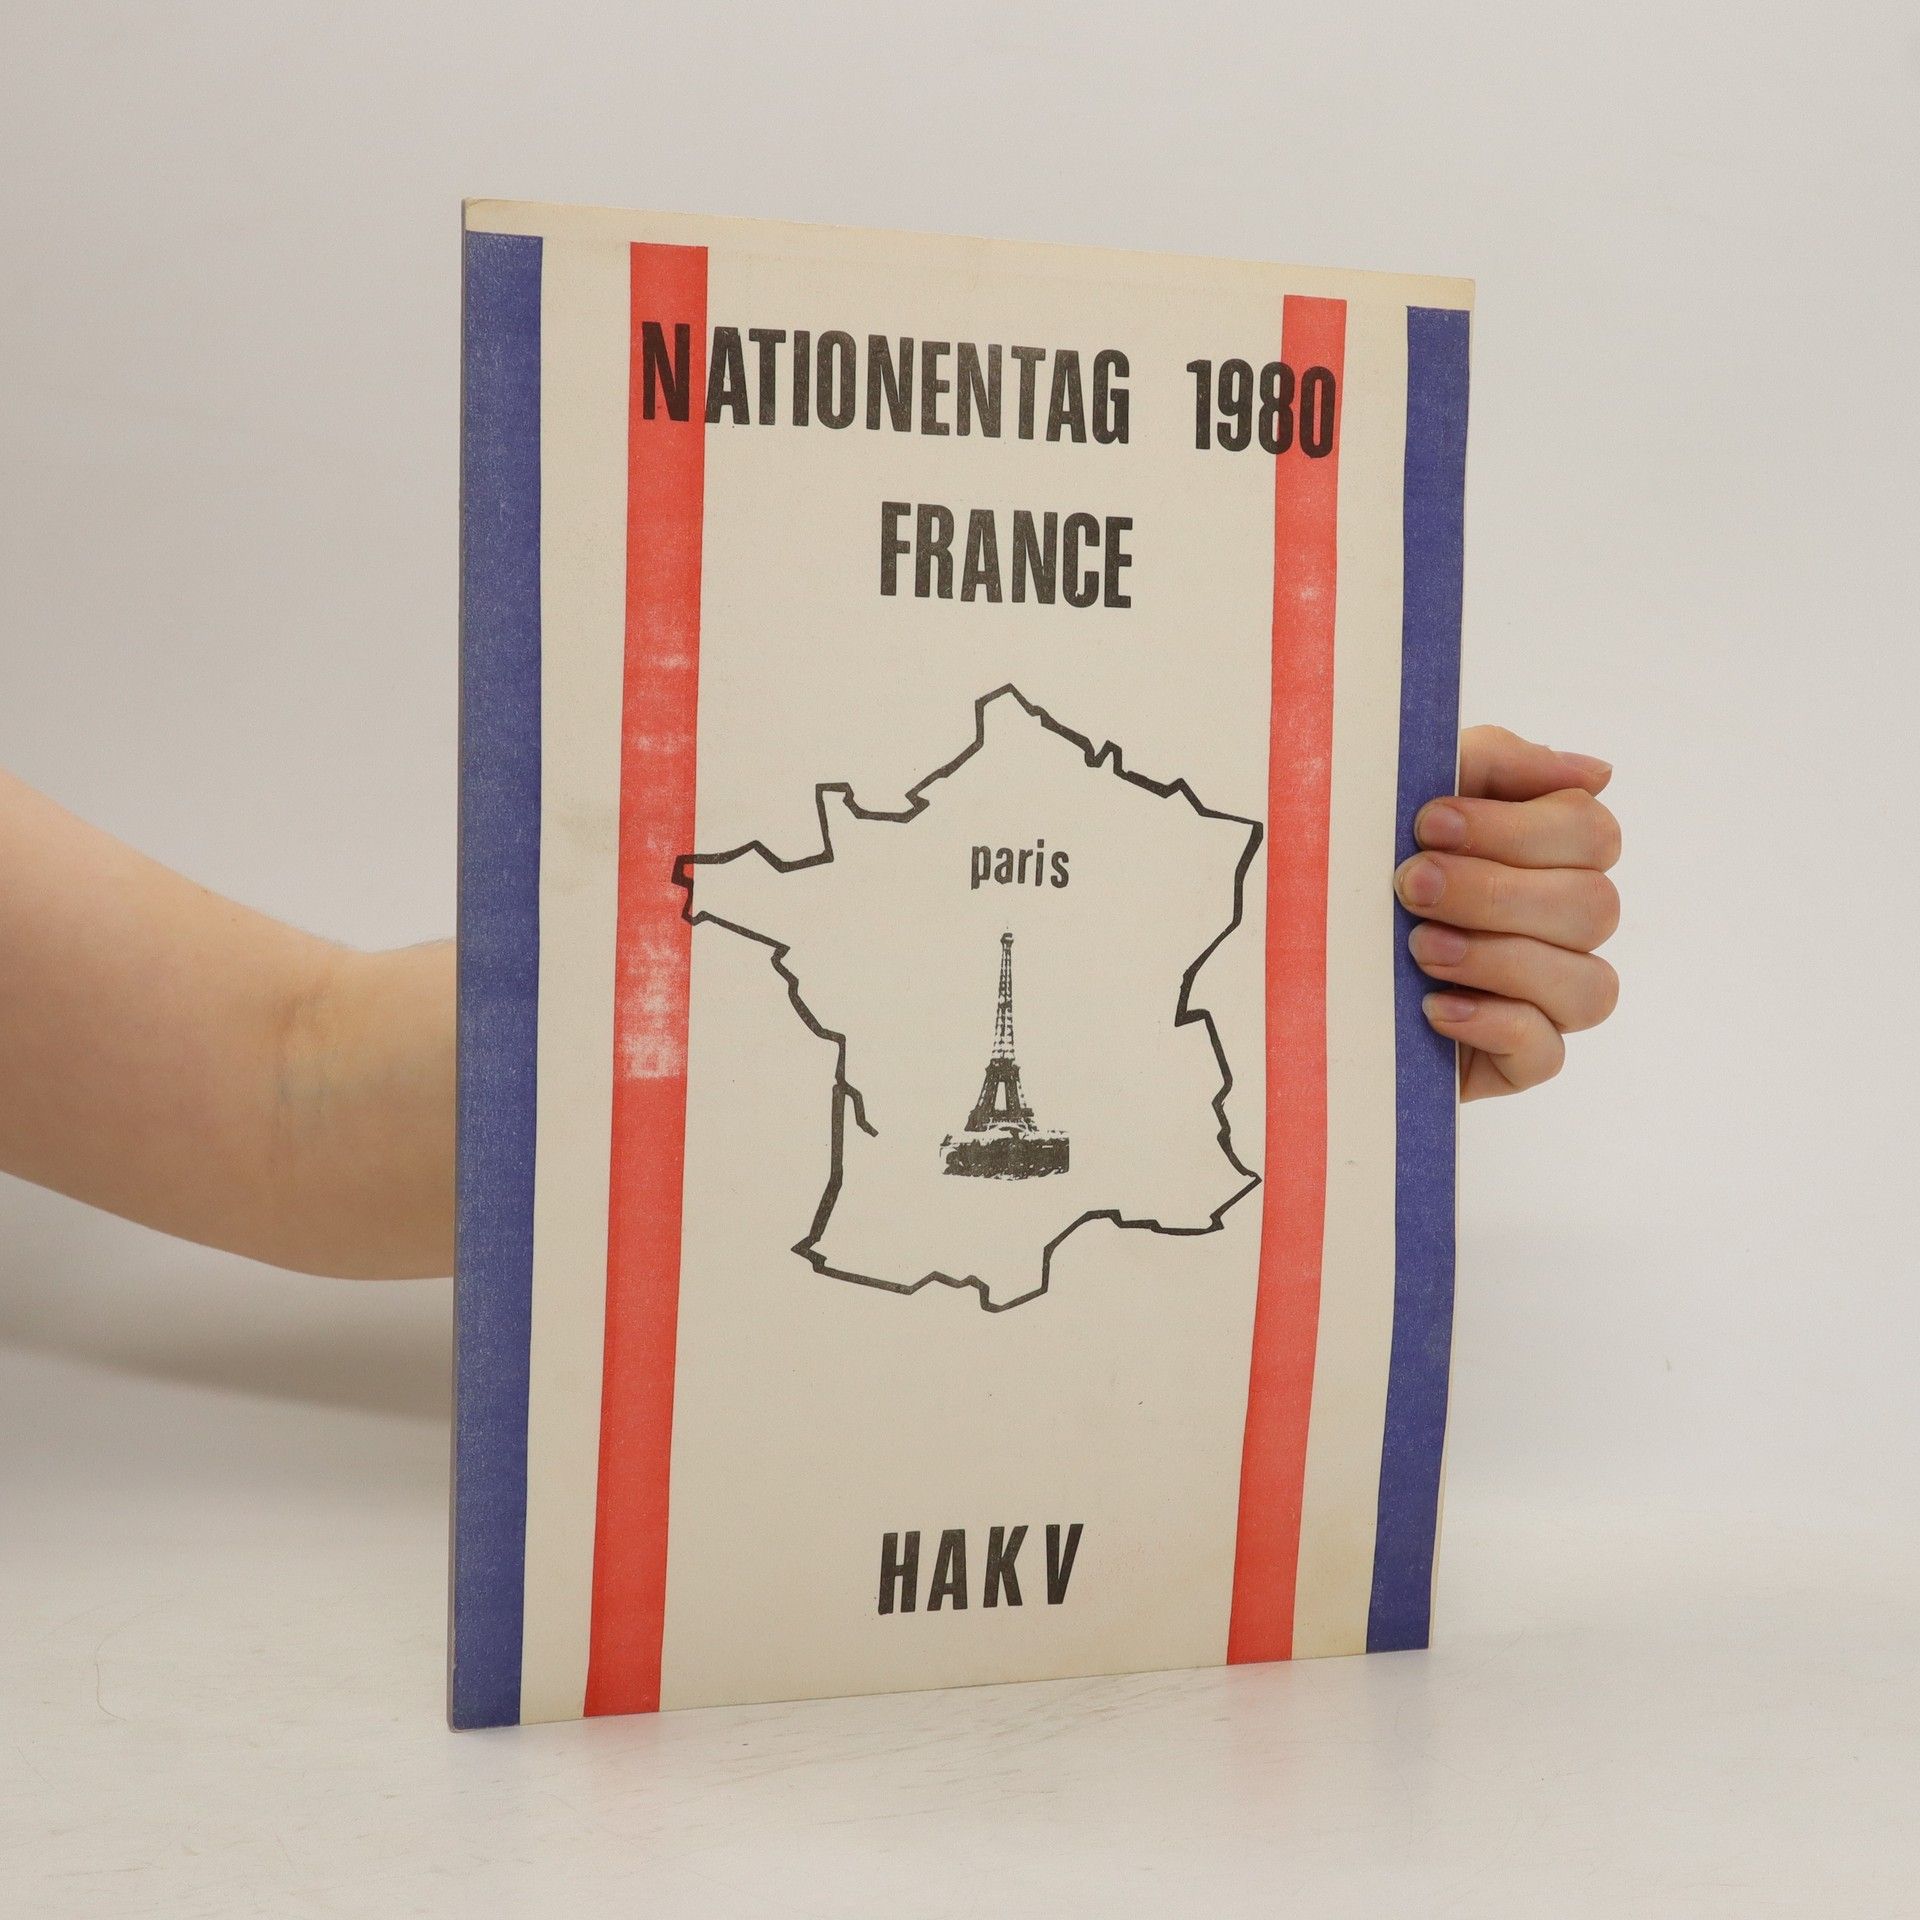 NATIONENTAG 1980
FRANCE
paris
HAKV